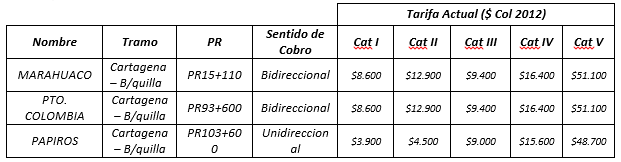 Tarifa Actual ($ Col 2012)
Nombre Tramo PR Sentido de Cobro Cat I Cat II Cat III Cat IV Cat V
MARAHUACO Cartagena – B/quilla PR15+110 Bidireccional $8.600 $12.900 $9.400 $16.400 $51.100
PTO. COLOMBIA Cartagena – B/quilla PR93+600 Bidireccional $8.600 $12.900 $9.400 $16.400 $51.100
PAPIROS Cartagena – B/quilla PR103+600 Unidireccional $3.900 $4.500 $9.000 $15.600 $48.700